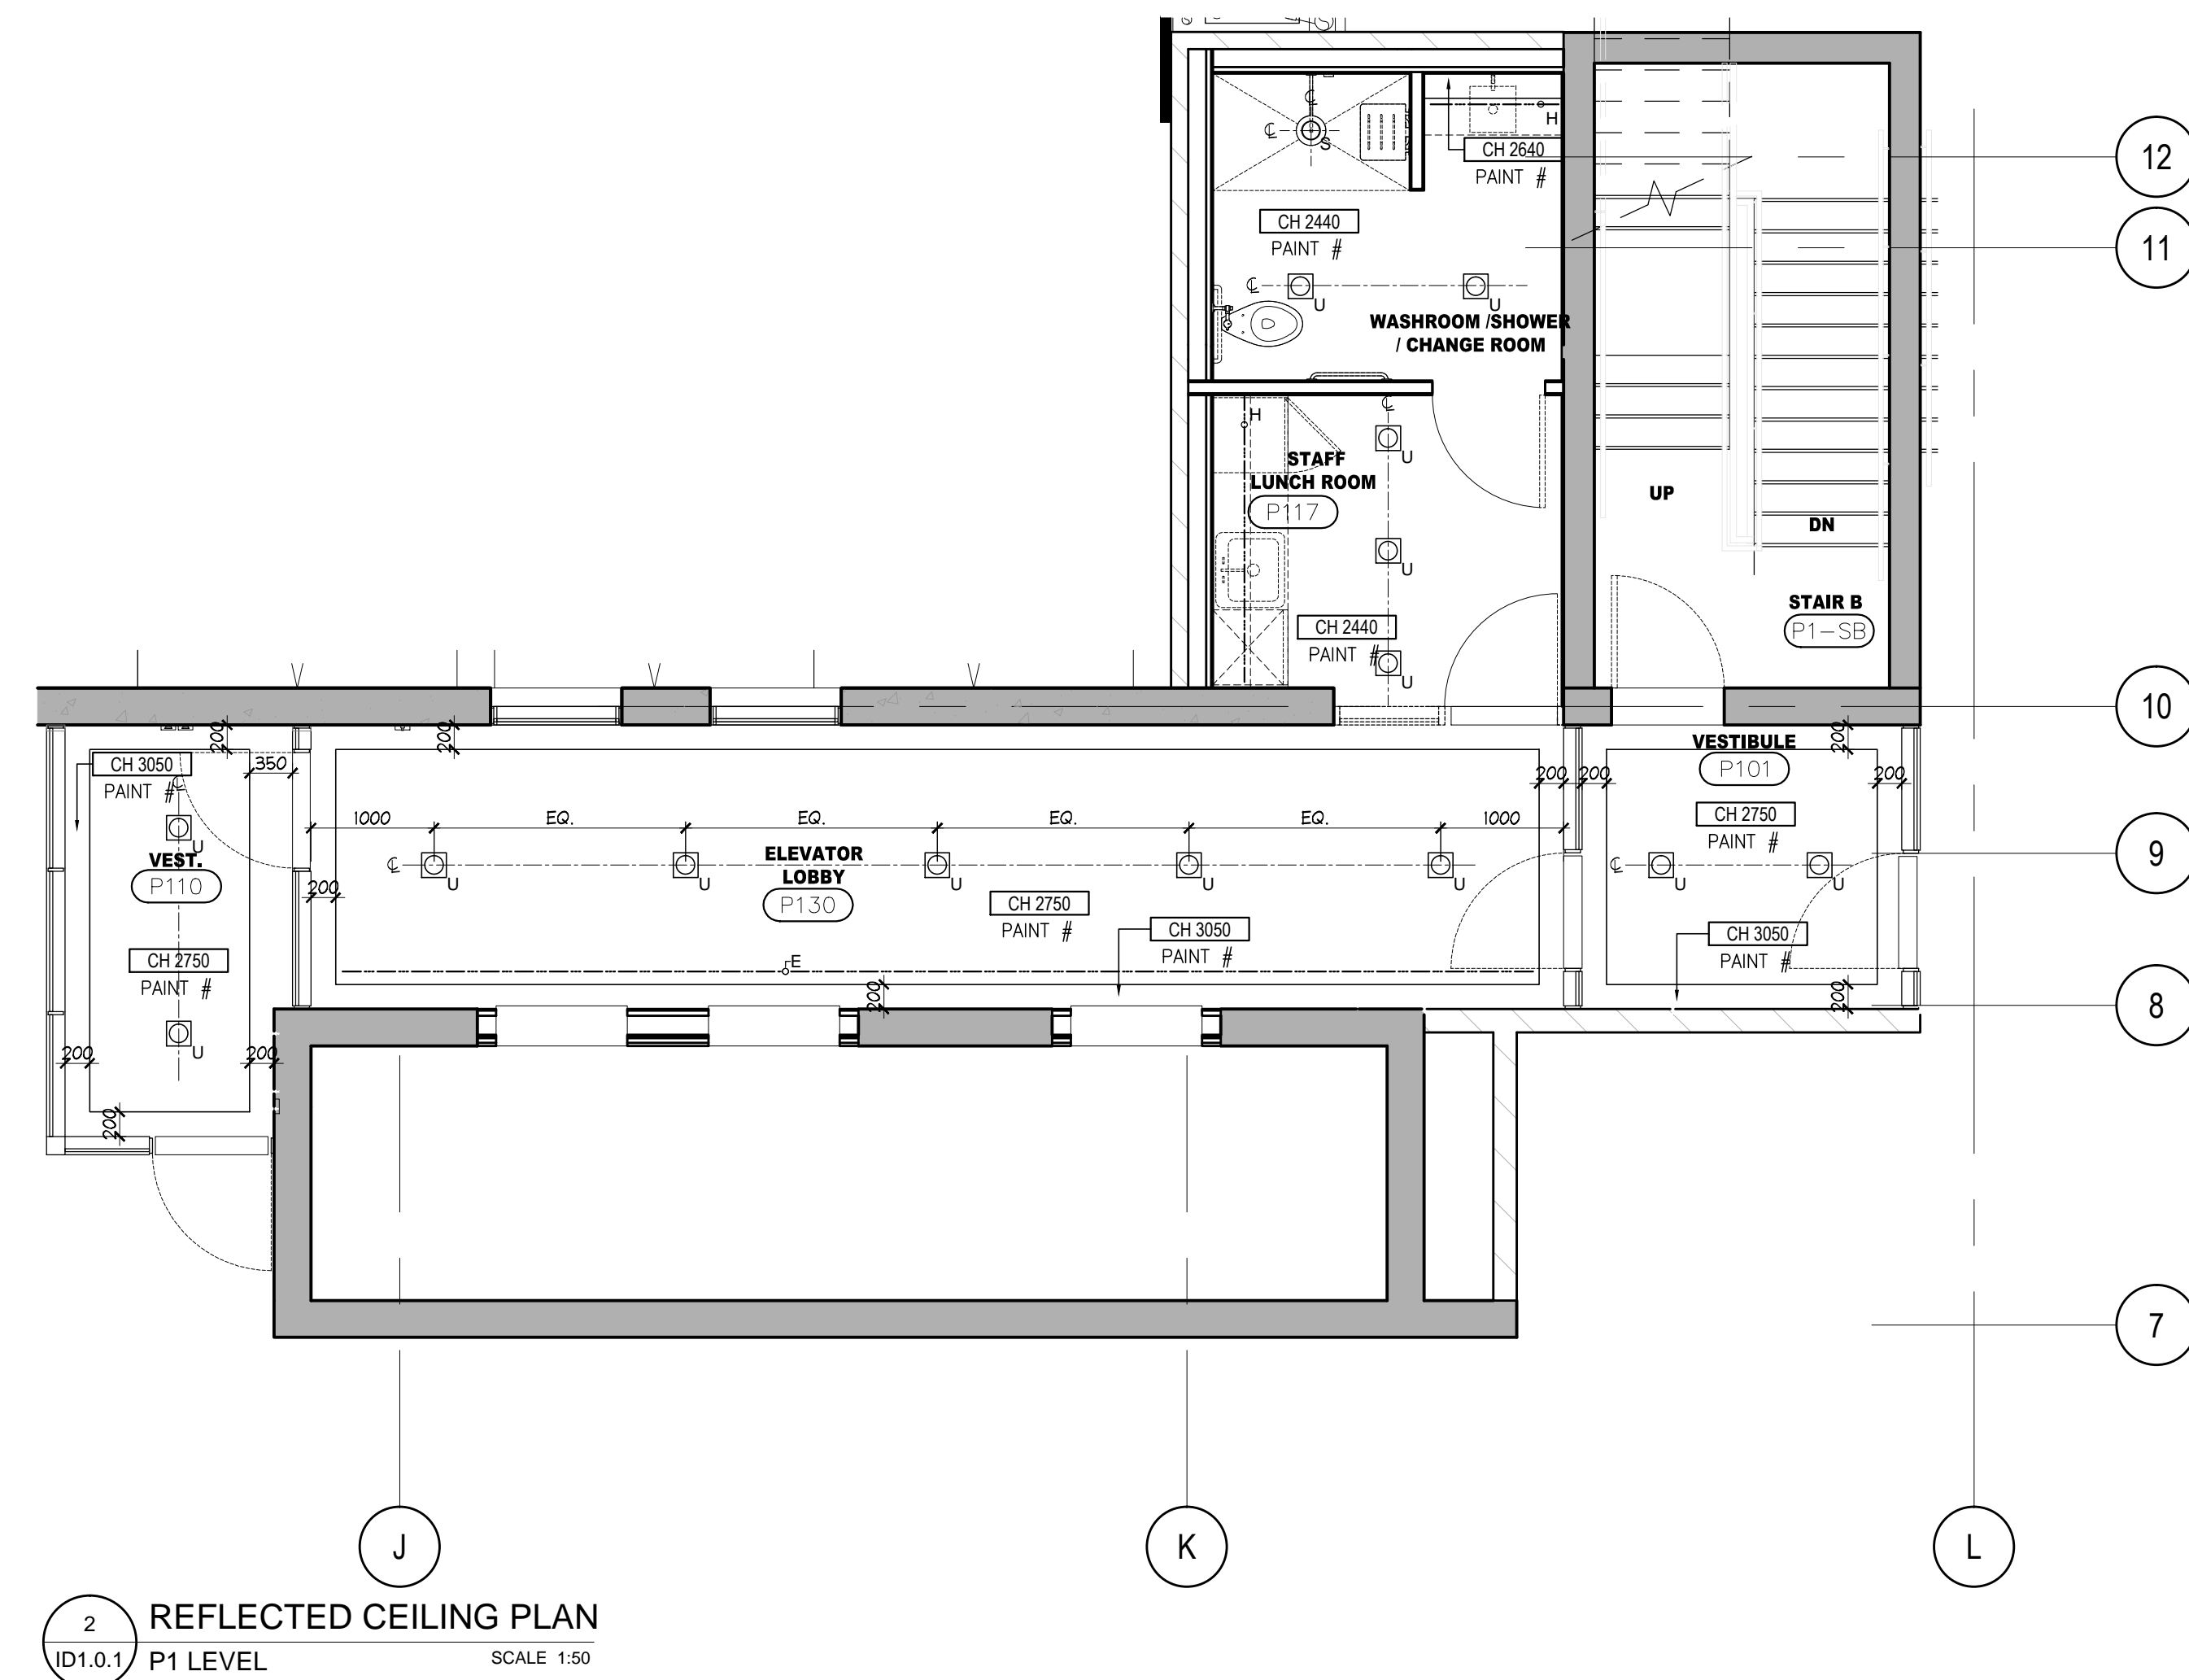 ℄
℄
S
H
CH 2640
PAINT #
12
CH 2440
PAINT #
11
℄
U
U
WASHROOM /SHOWER
/ CHANGE ROOM
H
℄
U
STAFF
LUNCH ROOM
P117
UP
DN
U
STAIR B
P1-SB
CH 2440
PAINT #
U
10
200
200
200
VESTIBULE
P101
CH 3050
PAINT #
350
200
200
200
℄
1000
EQ.
EQ.
EQ.
EQ.
1000
CH 2750
PAINT #
U
VEST.
P110
ELEVATOR
LOBBY
P130
℄
U
U
U
U
U
℄
U
U
9
200
CH 2750
PAINT #
CH 3050
PAINT #
CH 3050
PAINT #
CH 2750
PAINT #
E
200
200
8
U
200
200
200
7
J
K
L
2
ID1.0.1
REFLECTED CEILING PLAN
P1 LEVEL
SCALE 1:50